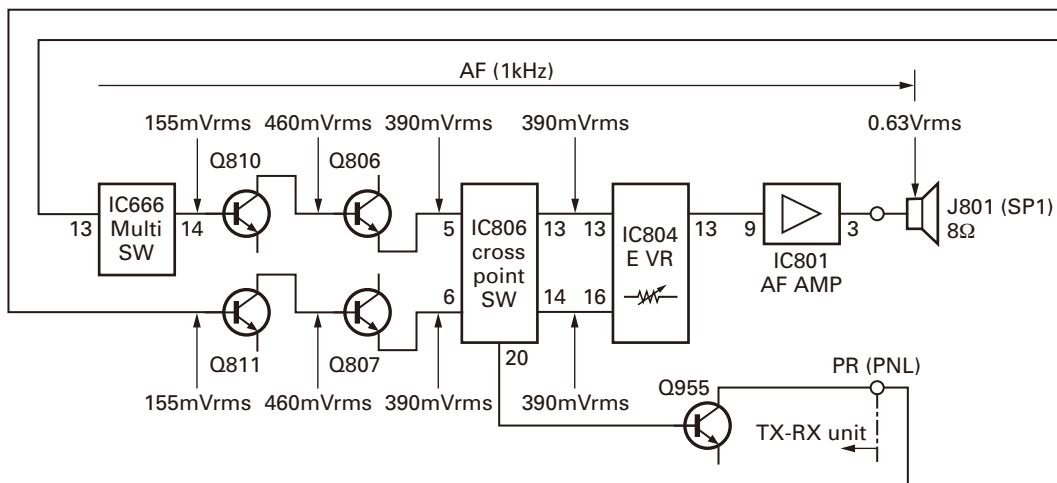 AF (1kHz)
155mVrms 460mVrms 390mVrms 390mVrms 0.63Vrms
Q810 Q806
IC666
Multi
SW
13 14
5
IC806
cross
point
SW
13 13
IC804
E VR
13
9 3
IC801
AF AMP
J801 (SP1)
8Ω
6 14 16
20
Q811 Q807
155mVrms 460mVrms 390mVrms 390mVrms
Q955
PR (PNL)
TX-RX unit